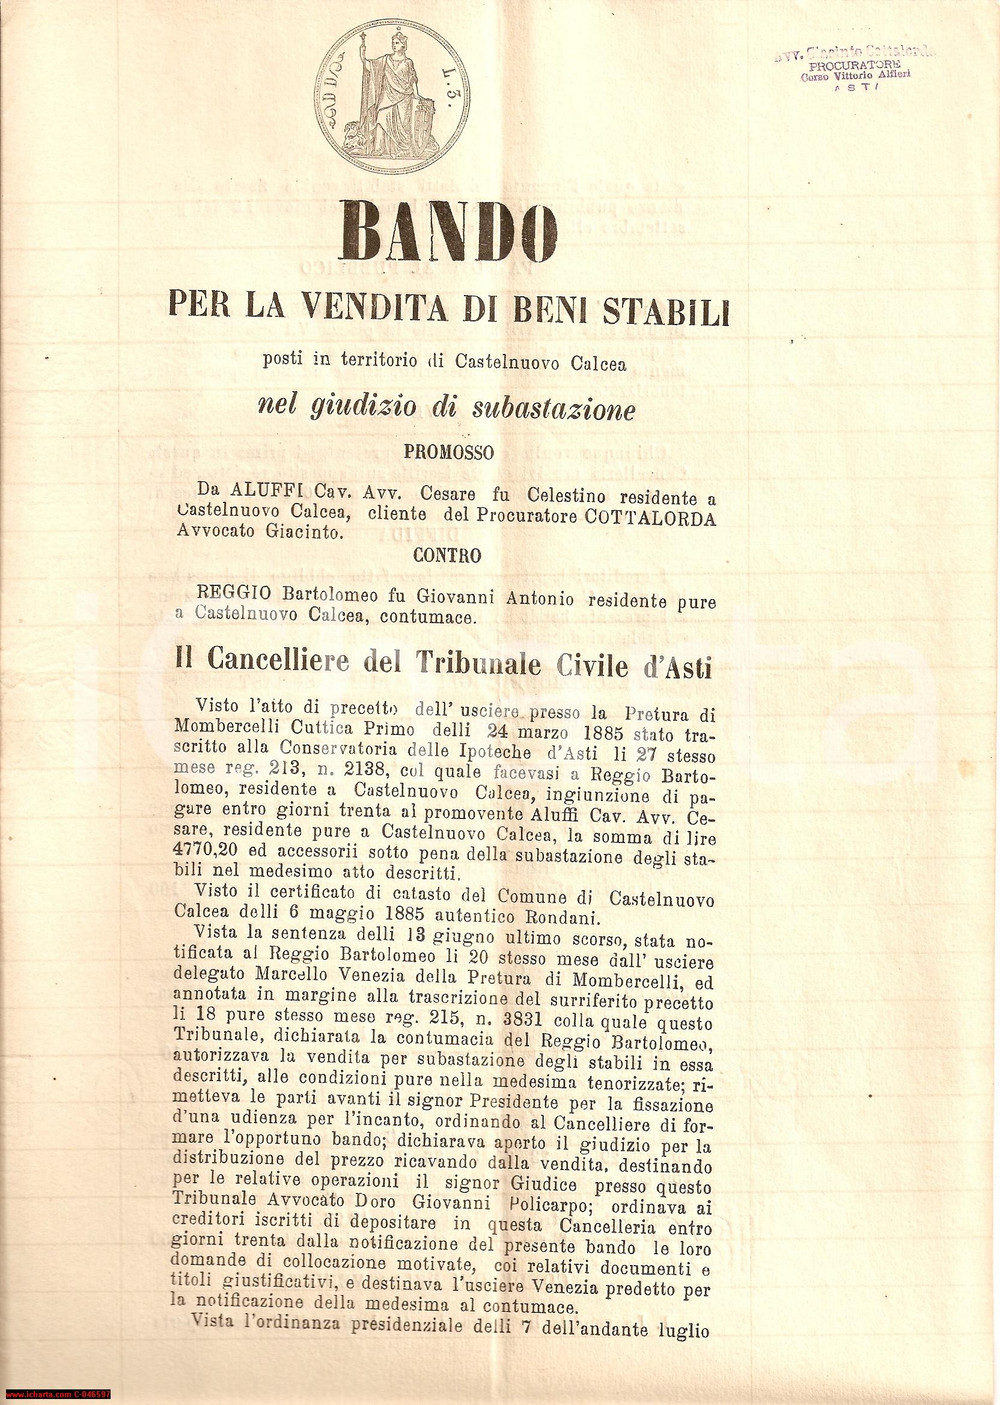 L. 3.
Avv. Giacinto Cottalorda
PROCURATORE
Corso Vittorio Alfieri
ASTI
BANDO
PER LA VENDITA DI BENI STABILI
posti in territorio di Castelnuovo Calcea
nel giudizio di subastazione
PROMOSSO
Da ALUFFI Cav. Avv. Cesare fu Celestino residente a
Castelnuovo Calcea, cliente del Procuratore COTTALORDA
Avvocato Giacinto.
CONTRO
REGGIO Bartolomeo fu Giovanni Antonio residente pure
a Castelnuovo Calcea, contumace.
Il Cancelliere del Tribunale Civile d'Asti
Visto l'atto di precetto dell' usciere presso la Pretura di
Mombercelli Cuttica Primo delli 24 marzo 1885 stato tra-
scritto alla Conservatoria delle Ipoteche d'Asti li 27 stesso
mese reg. 213, n. 2138, col quale facevasi a Reggio Barto-
lomeo, residente a Castelnuovo Calcea, ingiunzione di pa-
gare entro giorni trenta al promovente Aluffi Cav. Avv. Ce-
sare, residente pure a Castelnuovo Calcea, la somma di lire
4770,20 ed accessorii sotto pena della subastazione degli sta-
bili nel medesimo atto descritti.
Visto il certificato di catasto del Comune di Castelnuovo
Calcea delli 6 maggio 1885 autentico Rondani.
Vista la sentenza delli 13 giugno ultimo scorso, stata no-
tificata al Reggio Bartolomeo li 20 stesso mese dall' usciere
delegato Marcello Venezia della Pretura di Mombercelli, ed
annotata in margine alla trascrizione del surriferito precetto
li 18 pure stesso mese reg. 215, n. 3831 colla quale questo
Tribunale, dichiarata la contumacia del Reggio Bartolomeo,
autorizzava la vendita per subastazione degli stabili in essa
descritti, alle condizioni pure nella medesima tenorizzate; ri-
metteva le parti avanti il signor Presidente per la fissazione
d'una udienza per l'incanto, ordinando al Cancelliere di for-
mare l'opportuno bando; dichiarava aperto il giudizio per la
distribuzione del prezzo ricavando dalla vendita, destinando
per le relative operazioni il signor Giudice presso questo
Tribunale Avvocato Doro Giovanni Policarpo; ordinava ai
creditori iscritti di depositare in questa Cancelleria entro
giorni trenta dalla notificazione del presente bando le loro
domande di collocazione motivate, coi relativi documenti e
titoli giustificativi, e destinava l'usciere Venezia predetto per
la notificazione della medesima al contumace.
Vista l'ordinanza presidenziale delli 7 dell'andante luglio
www.icharta.com C-046597